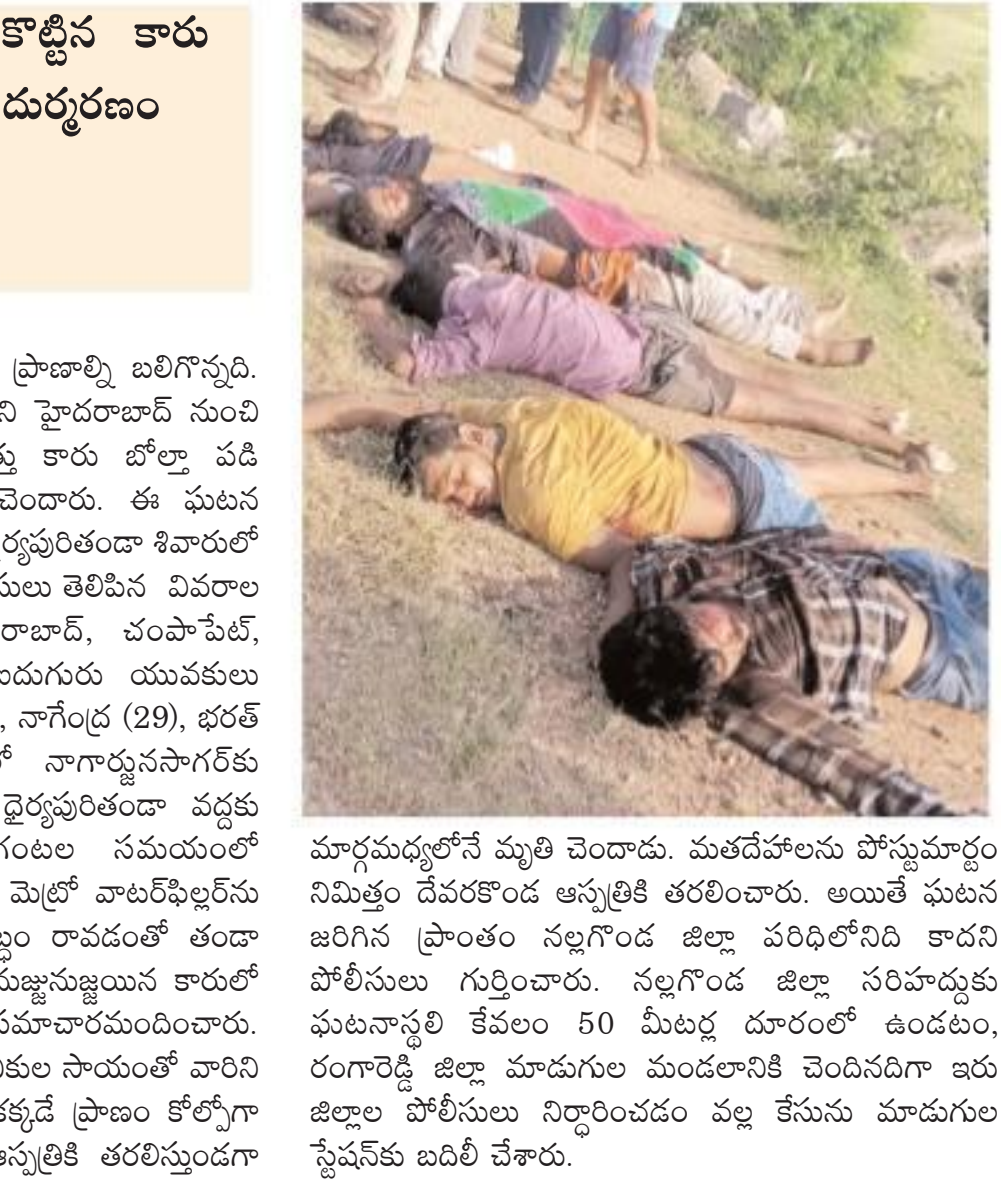 కొట్టిన కారు
దుర్మరణం
ప్రాణాల్ని బలిగొన్నది.
ని హైదరాబాద్ నుంచి
త్తు కారు బోల్తా పడి
చెందారు. ఈ ఘటన
ర్యపురితండా శివారులో
సులు తెలిపిన వివరాల
రాబాద్, చంపాపేట్,
ఐదుగురు యువకులు
, నాగేంద్ర (29), భరత్
లో నాగార్జునసాగర్‌కు
ధైర్యపురితండా వద్దకు
గంటల సమయంలో
మెట్రో వాటర్‌ఫిల్లర్‌ను
బ్దం రావడంతో తండా
నుజ్జునుజ్జయిన కారులో
సమాచారమందించారు.
నికుల సాయంతో వారిని
క్కడే ప్రాణం కోల్పోగా
ఆస్పత్రికి తరలిస్తుండగా
మార్గమధ్యలోనే మృతి చెందాడు. మతదేహాలను పోస్టుమార్టం
నిమిత్తం దేవరకొండ ఆస్పత్రికి తరలించారు. అయితే ఘటన
జరిగిన ప్రాంతం నల్లగొండ జిల్లా పరిధిలోనిది కాదని
పోలీసులు గుర్తించారు. నల్లగొండ జిల్లా సరిహద్దుకు
ఘటనాస్థలి కేవలం 50 మీటర్ల దూరంలో ఉండటం,
రంగారెడ్డి జిల్లా మాడుగుల మండలానికి చెందినదిగా ఇరు
జిల్లాల పోలీసులు నిర్ధారించడం వల్ల కేసును మాడుగుల
స్టేషన్‌కు బదిలీ చేశారు.